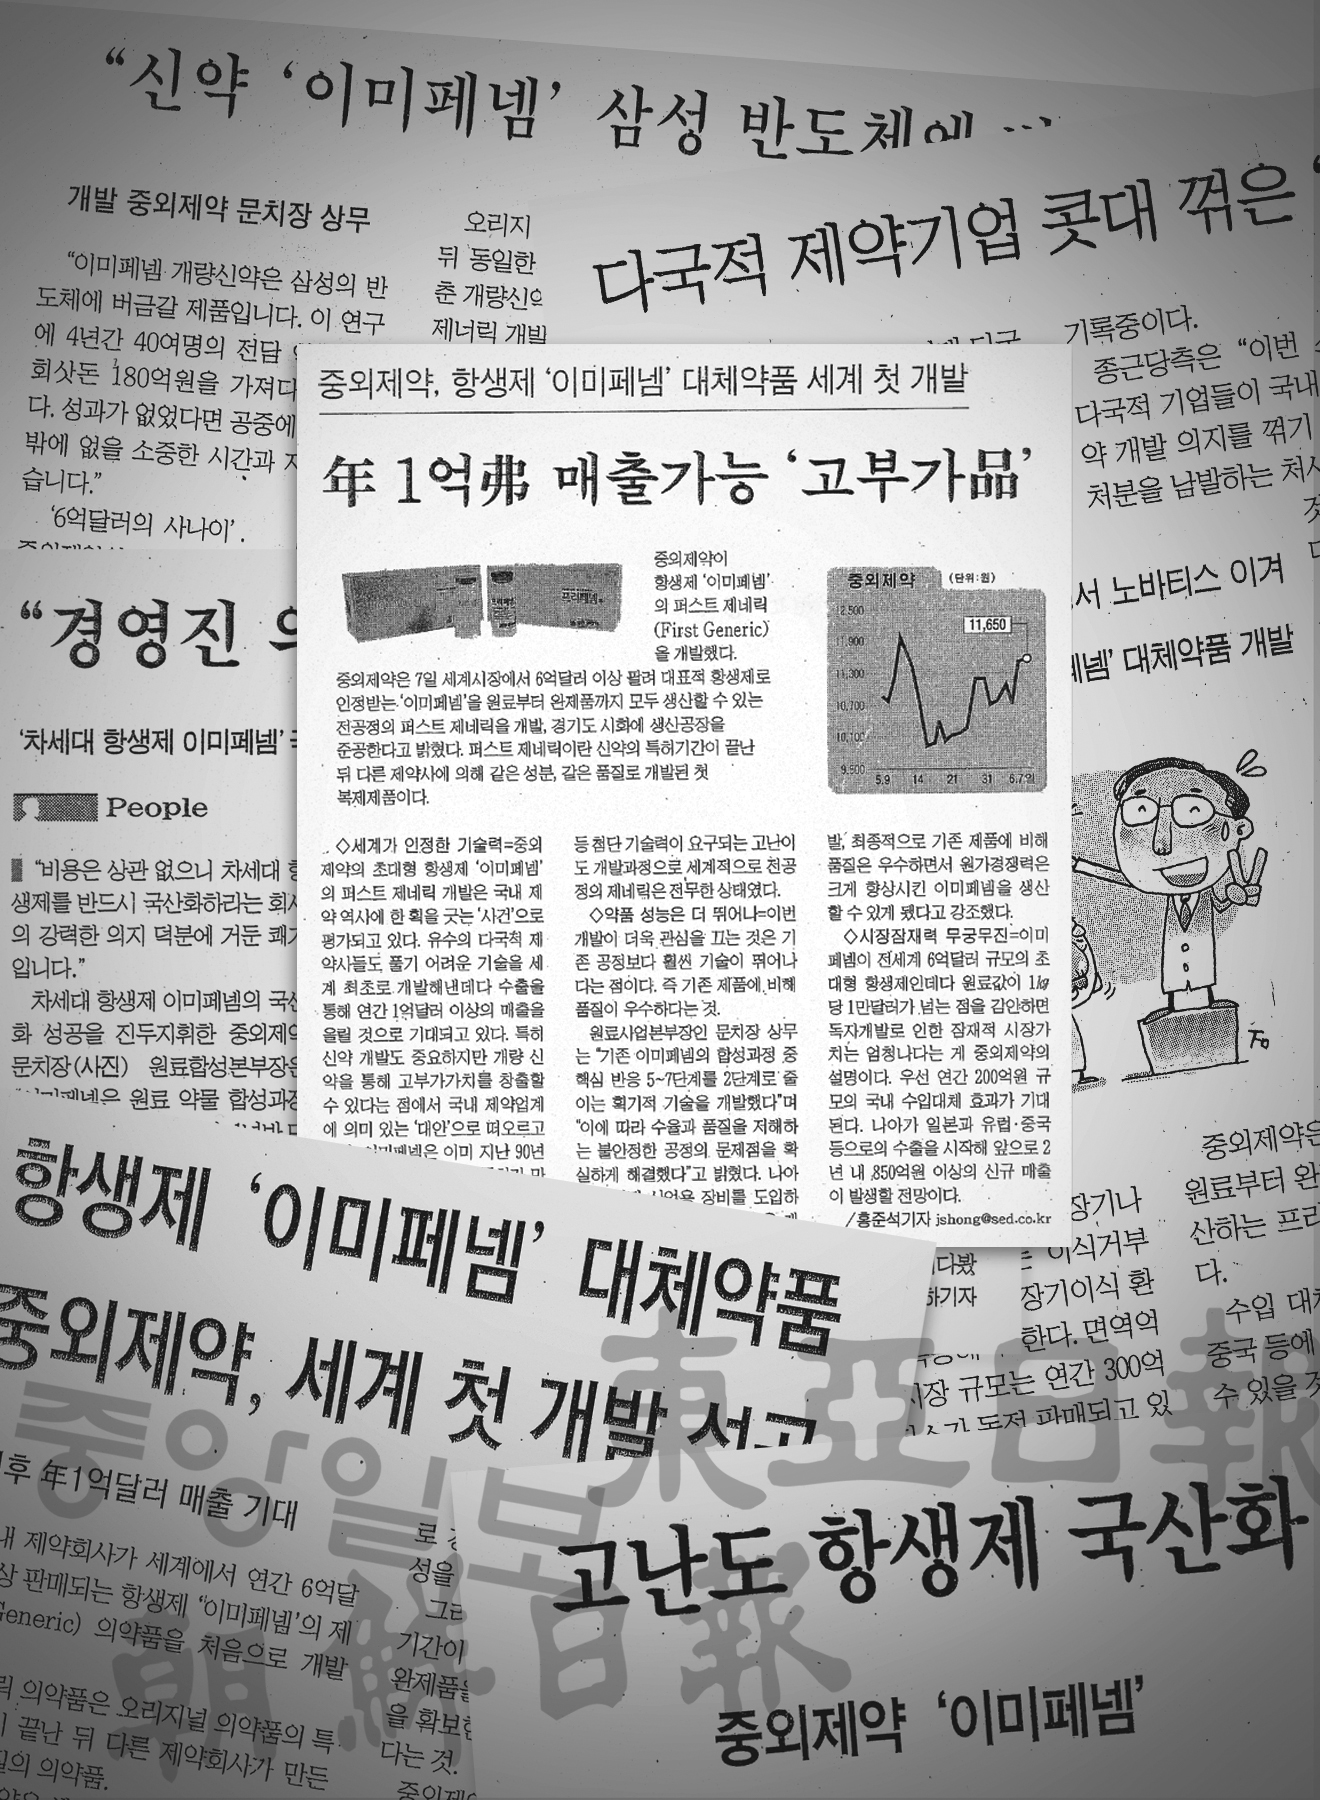 “신약 ‘이미페넴’ 삼성 반도체에 …
개발 중외제약 문치장 상무
“이미페넴 개량신약은 삼성의 반
도체에 버금갈 제품입니다. 이 연구
에 4년간 40여명의 전담
회삿돈 180억원을 가져다
다. 성과가 없었다면 공중에
밖에 없을 소중한 시간과
습니다.”
‘6억달러의 사나이’.
오리지
뒤 동일한
춘 개량신약
제너릭 개발
다국적 제약기업 콧대 꺾은
기록중이다.
종근당측은 “이번
다국적 기업들이 국내
약 개발 의지를 꺾기
처분을 남발하는 처사
서 노바티스 이겨
넴’ 대체약품 개발
“경영진
‘차세대 항생제 이미페넴’
People
“비용은 상관 없으니 차세대 항
생제를 반드시 국산화하라는 회사
의 강력한 의지 덕분에 거둔 쾌거
입니다.”
차세대 항생제 이미페넴의 국산
화 성공을 진두지휘한 중외제약
문치장(사진) 원료합성본부장은
이미페넴은 원료 약물 합성과정
중외제약, 항생제 ‘이미페넴’ 대체약품 세계 첫 개발
年 1억弗 매출가능 ‘고부가品’
프리페넴
중외제약이
항생제 ‘이미페넴’
의 퍼스트 제네릭
(First Generic)
을 개발했다.
중외제약은 7일 세계시장에서 6억달러 이상 팔려 대표적 항생제로
인정받는 ‘이미페넴’을 원료부터 완제품까지 모두 생산할 수 있는
전공정의 퍼스트 제네릭을 개발, 경기도 시화에 생산공장을
준공한다고 밝혔다. 퍼스트 제네릭이란 신약의 특허기간이 끝난
뒤 다른 제약사에 의해 같은 성분, 같은 품질로 개발된 첫
복제제품이다.
중외제약 (단위:원)
12,500
11,900
11,300
10,700
10,100
9,500
11,650
5.9 14 21 31 6.7일
◇세계가 인정한 기술력=중외
제약의 초대형 항생제 ‘이미페넴’
의 퍼스트 제네릭 개발은 국내 제
약 역사에 한 획을 긋는 ‘사건’으로
평가되고 있다. 유수의 다국적 제
약사들도 풀기 어려운 기술을 세
계 최초로 개발해낸데다 수출을
통해 연간 1억달러 이상의 매출을
올릴 것으로 기대되고 있다. 특히
신약 개발도 중요하지만 개량 신
약을 통해 고부가가치를 창출할
수 있다는 점에서 국내 제약업계
에 의미 있는 ‘대안’으로 떠오르고
이미페넴은 이미 지난 90년
등 첨단 기술력이 요구되는 고난이
도 개발과정으로 세계적으로 전공
정의 제네릭은 전무한 상태였다.
◇약품 성능은 더 뛰어나=이번
개발이 더욱 관심을 끄는 것은 기
존 공정보다 훨씬 기술이 뛰어나
다는 점이다. 즉 기존 제품에 비해
품질이 우수하다는 것.
원료사업본부장인 문치장 상무
는 “기존 이미페넴의 합성과정 중
핵심 반응 5~7단계를 2단계로 줄
이는 획기적 기술을 개발했다”며
“이에 따라 수율과 품질을 저해하
는 불안정한 공정의 문제점을 확
실하게 해결했다”고 밝혔다. 나아
장비를 도입하
발, 최종적으로 기존 제품에 비해
품질은 우수하면서 원가경쟁력은
크게 향상시킨 이미페넴을 생산
할 수 있게 됐다고 강조했다.
◇시장잠재력 무궁무진=이미
페넴이 전세계 6억달러 규모의 초
대형 항생제인데다 원료값이 1㎏
당 1만달러가 넘는 점을 감안하면
독자개발로 인한 잠재적 시장가
치는 엄청나다는 게 중외제약의
설명이다. 우선 연간 200억원 규
모의 국내 수입대체 효과가 기대
된다. 나아가 일본과 유럽·중국
등으로의 수출을 시작해 앞으로 2
년 내 850억원 이상의 신규 매출
이 발생할 전망이다.
/홍준석기자 jshong@sed.co.kr
항생제 ‘이미페넴’ 대체약품
중외제약, 세계 첫 개발 선고
후 年1억달러 매출 기대
내 제약회사가 세계에서 연간 6억달
상 판매되는 항생제 “이미페넴’의 제
Generic) 의약품을 처음으로 개발
의약품은 오리지널 의약품의 특
끝난 뒤 다른 제약회사가 만든
의 의약품.
성을
기간이
완제품
을 확보한
다는 것.
다봤
하기자
장기나
이식거부
장기이식 환
한다. 면역억
시장 규모는 연간 300억
판매되고 있
중외제약은
원료부터 완
산하는 프리
다.
수입 대체
중국 등에
수 있을 것
중앙일보
東亞日報
朝鮮日報
고난도 항생제 국산화
중외제약 ‘이미페넴’